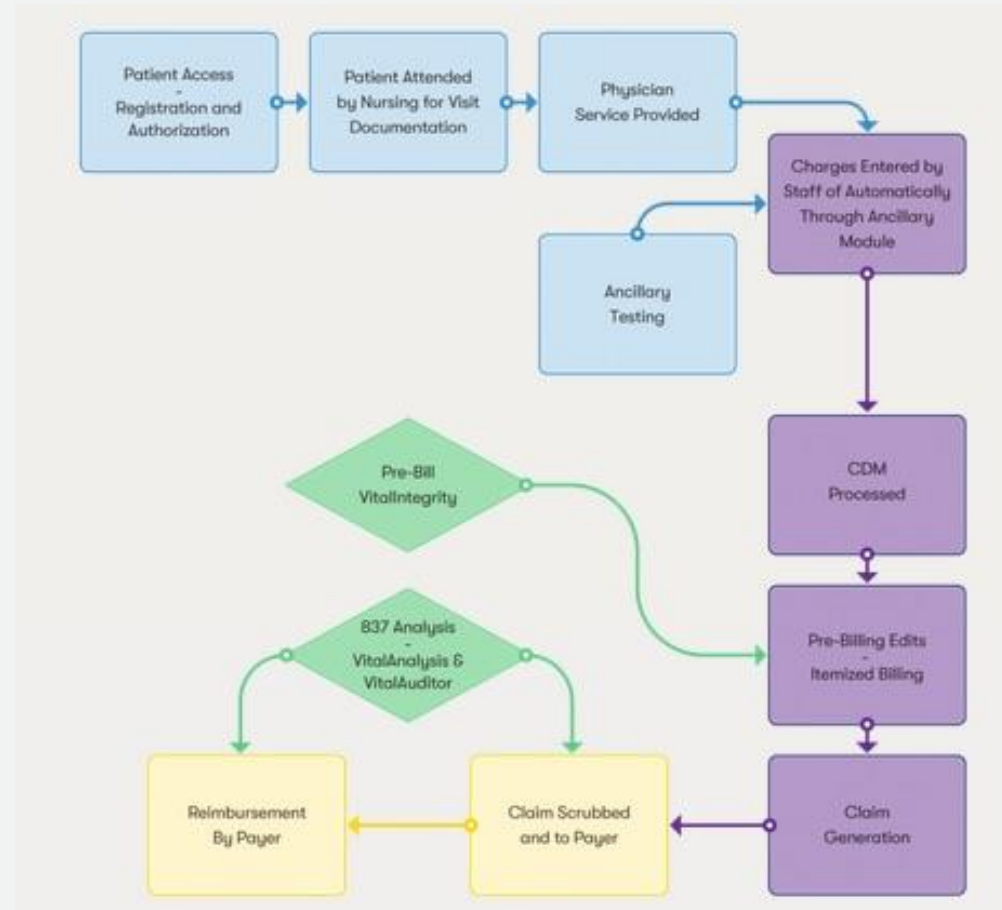 Patient Access
-
Registration and
Authorization
Patient Attended
by Nursing for Visit
Documentation
Physician
Service Provided
Charges Entered by
Staff of Automatically
Through Ancillary
Module
Ancillary
Testing
CDM
Processed
Pre-Bill
VitalIntegrity
Pre-Billing Edits
-
Itemized Billing
837 Analysis
-
VitalAnalysis &
VitalAuditor
Reimbursement
By Payer
Claim Scrubbed
and to Payer
Claim
Generation